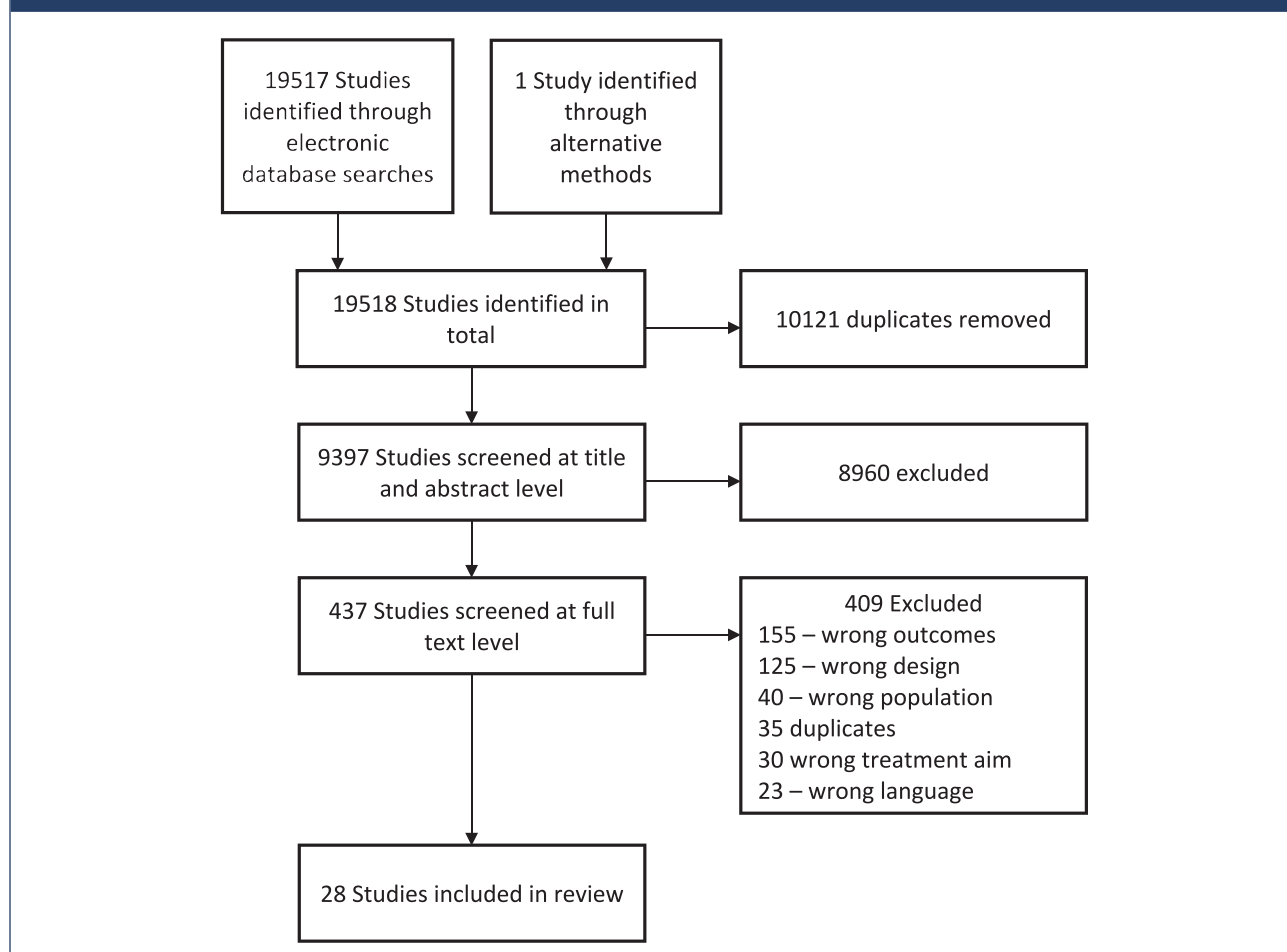 19517 Studies
identified through
electronic
database searches
1 Study identified
through
alternative
methods
19518 Studies identified in
total
10121 duplicates removed
9397 Studies screened at title
and abstract level
8960 excluded
437 Studies screened at full
text level
409 Excluded
155 – wrong outcomes
125 – wrong design
40 – wrong population
35 duplicates
30 wrong treatment aim
23 – wrong language
28 Studies included in review